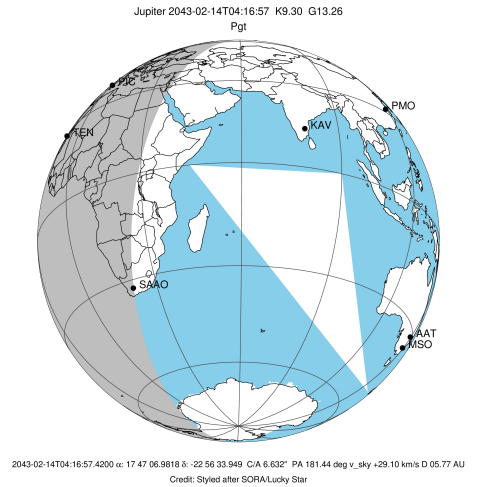 Jupiter 2043-02-14T04:16:57 K9.30 G13.26
Pgt
PIC
TEN
PMO
KAV
SAAO
AAT
MSO
2043-02-14T04:16:57.4200 α: 17 47 06.9818 δ: -22 56 33.949 C/A 6.632" PA 181.44 deg v_sky +29.10 km/s D 05.77 AU
Credit: Styled after SORA/Lucky Star